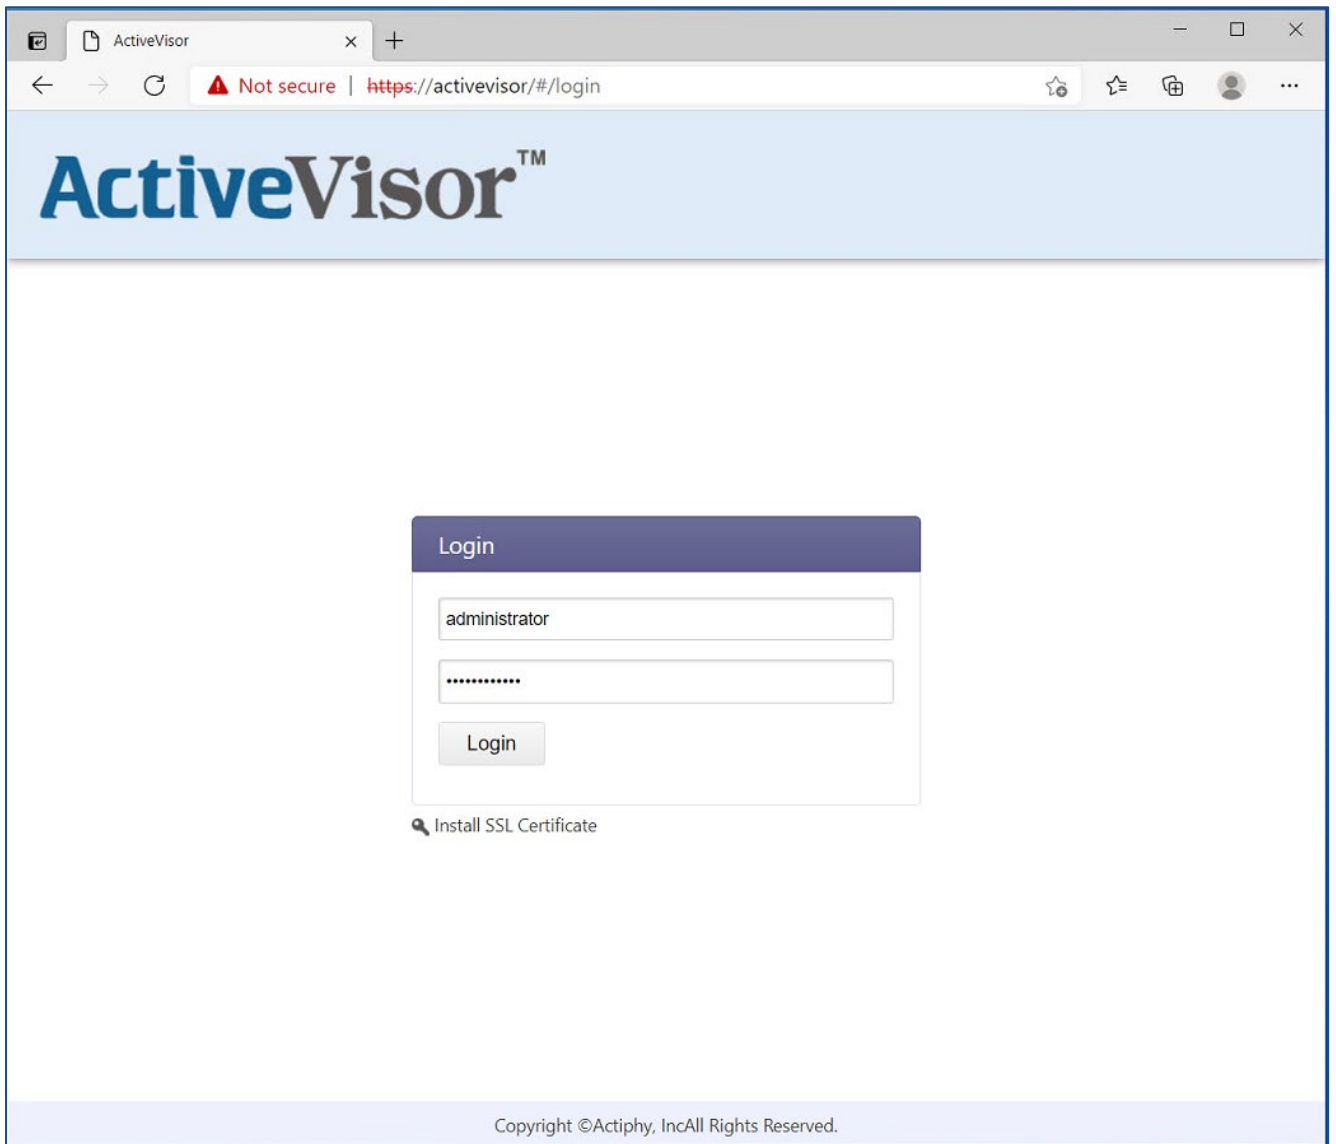 ActiveVisor
Not secure | https://activevisor/#/login
ActiveVisor™
Login
administrator
••••••••••••
Login
Install SSL Certificate
Copyright ©Actiphy, IncAll Rights Reserved.